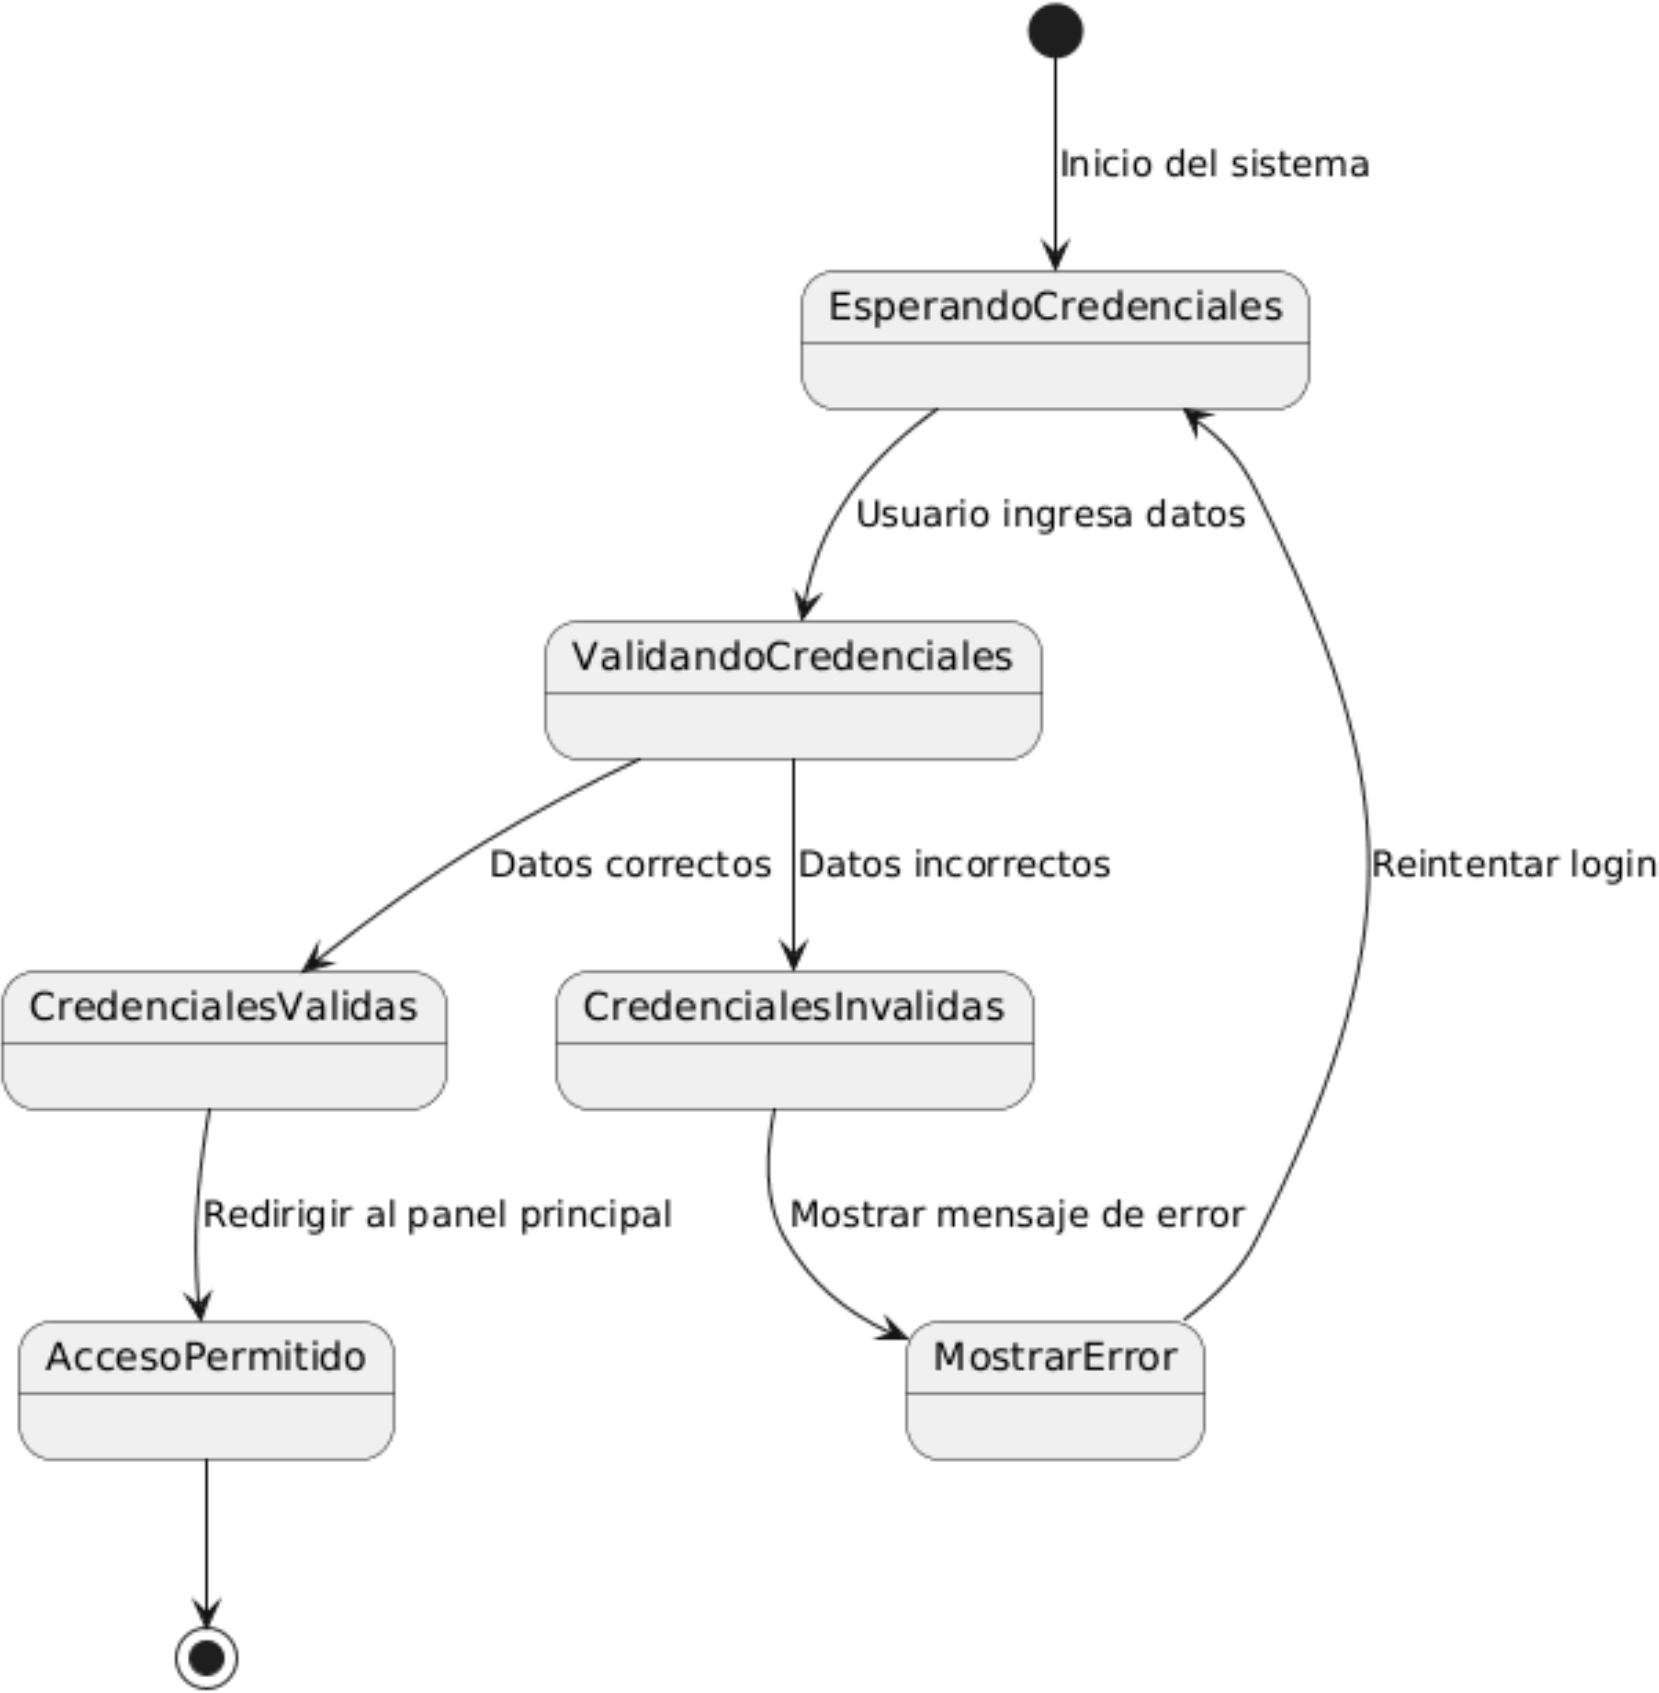 Inicio del sistema
EsperandoCredenciales
Usuario ingresa datos
ValidandoCredenciales
Datos correctos
Datos incorrectos
Reintentar login
CredencialesValidas
CredencialesInvalidas
Redirigir al panel principal
Mostrar mensaje de error
AccesoPermitido
MostrarError